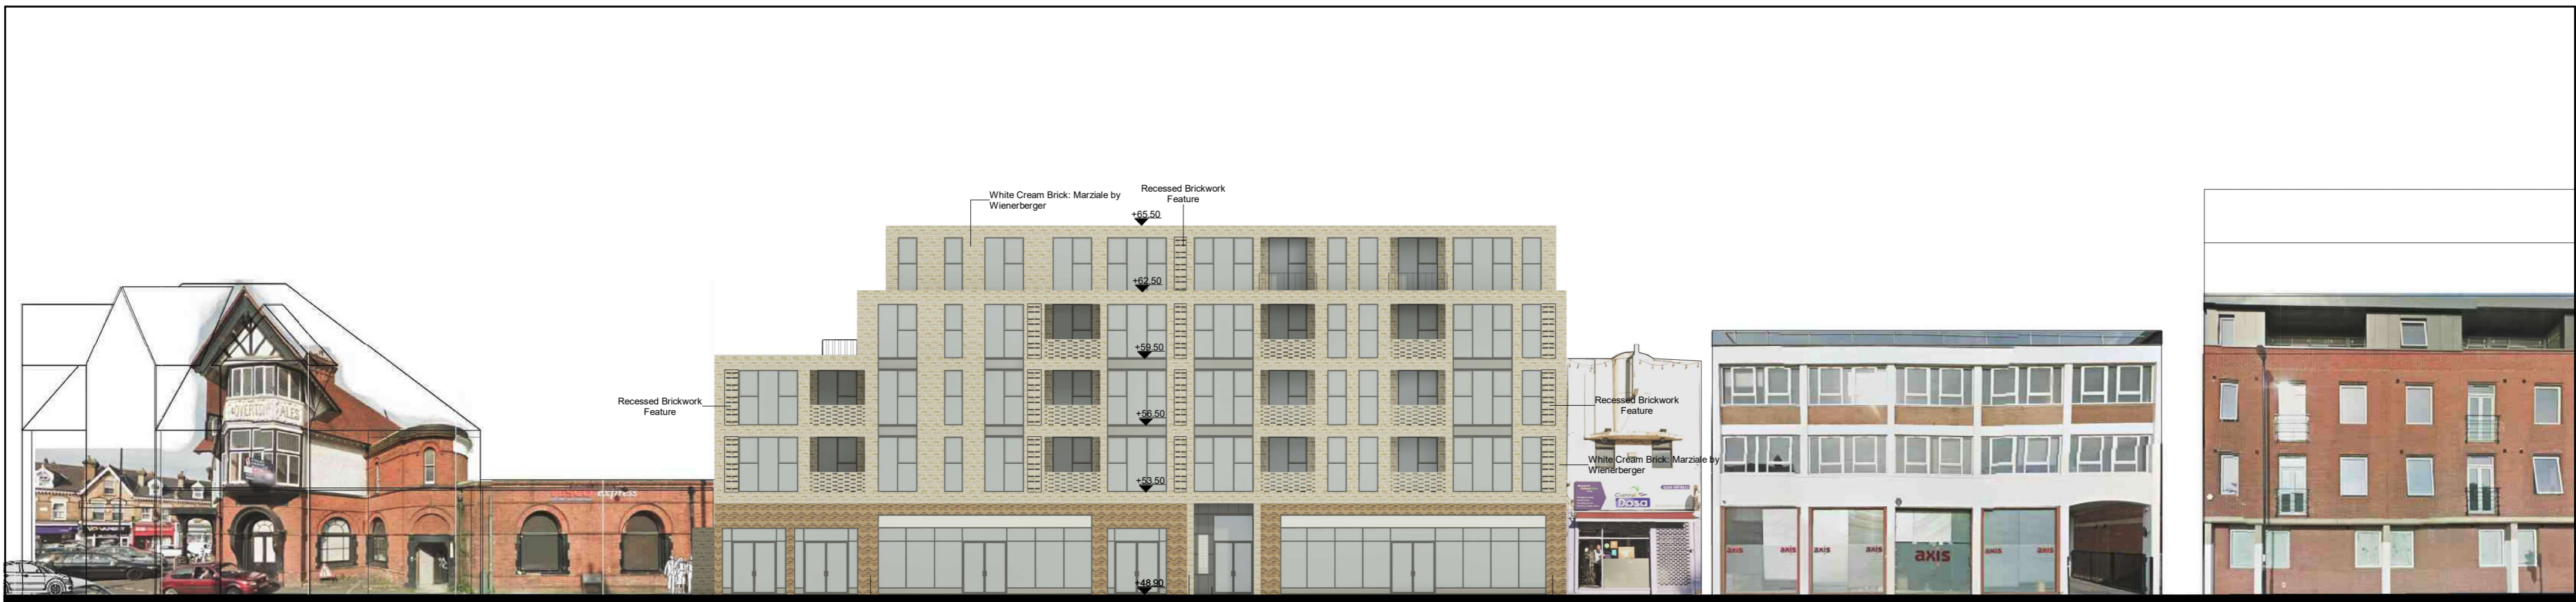 White Cream Brick: Marziale by
Wienerberger
Recessed Brickwork
Feature
+65.50
+62.50
+59.50
+56.50
+53.50
+48.90
Recessed Brickwork
Feature
Recessed Brickwork
Feature
White Cream Brick: Marziale by
Wienerberger
express
Dosa
axis
axis
axis
axis
axis
axis
axis